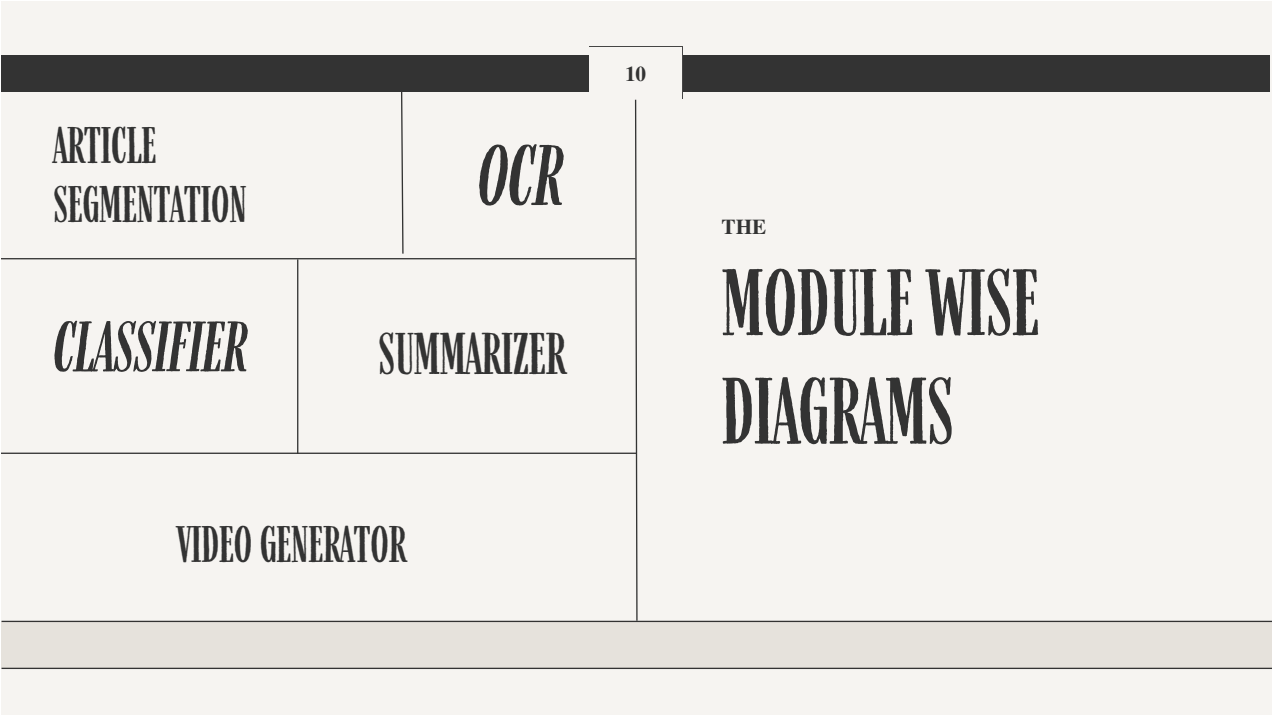 10
ARTICLE
SEGMENTATION
OCR
CLASSIFIER
SUMMARIZER
VIDEO GENERATOR
THE
MODULE WISE
DIAGRAMS